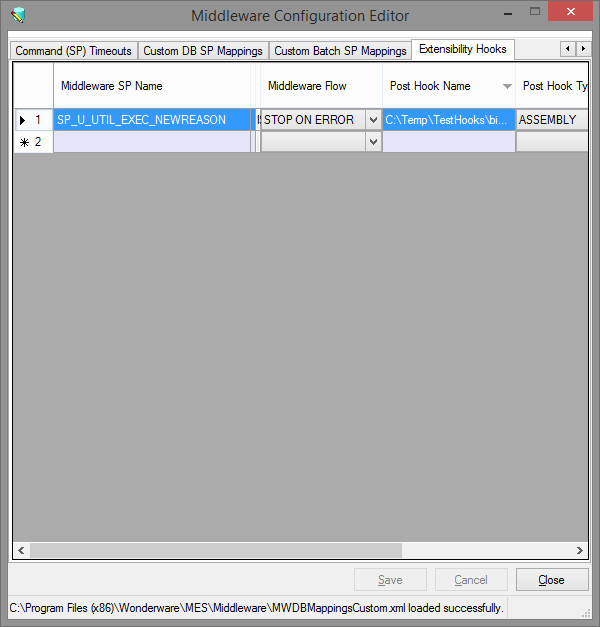 Middleware Configuration Editor
Command (SP) Timeouts Custom DB SP Mappings Custom Batch SP Mappings Extensibility Hooks
Middleware SP Name Middleware Flow Post Hook Name Post Hook Ty
1 SP_U_UTIL_EXEC_NEWREASON STOP ON ERROR C:\Temp\TestHooks\bi... ASSEMBLY
2
Save Cancel Close
C:\Program Files (x86)\Wonderware\MES\Middleware\MWDBMappingsCustom.xml loaded successfully.